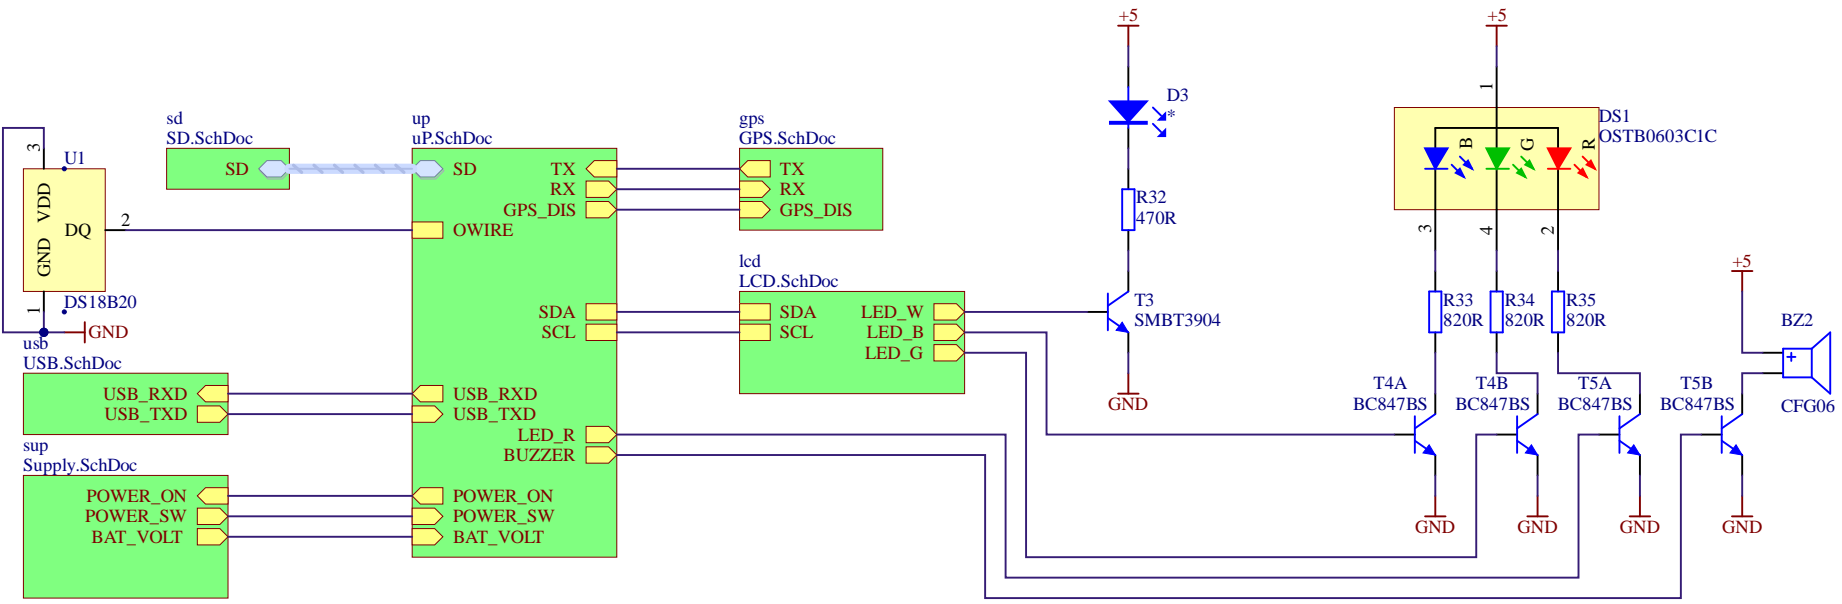 +5
+5
D3
*
1
DS1
OSTB0603C1C
B
G
R
3
4
2
sd
SD.SchDoc
SD
up
uP.SchDoc
SD
TX
RX
GPS_DIS
OWIRE
SDA
SCL
USB_RXD
USB_TXD
LED_R
BUZZER
POWER_ON
POWER_SW
BAT_VOLT
gps
GPS.SchDoc
TX
RX
GPS_DIS
3
U1
VDD
GND
DQ
2
1
DS18B20
GND
R32
470R
lcd
LCD.SchDoc
SDA
SCL
LED_W
LED_B
LED_G
T3
SMBT3904
GND
R33
820R
R34
820R
R35
820R
+5
BZ2
+
CFG06
usb
USB.SchDoc
USB_RXD
USB_TXD
sup
Supply.SchDoc
POWER_ON
POWER_SW
BAT_VOLT
T4A
BC847BS
T4B
BC847BS
T5A
BC847BS
T5B
BC847BS
GND
GND
GND
GND